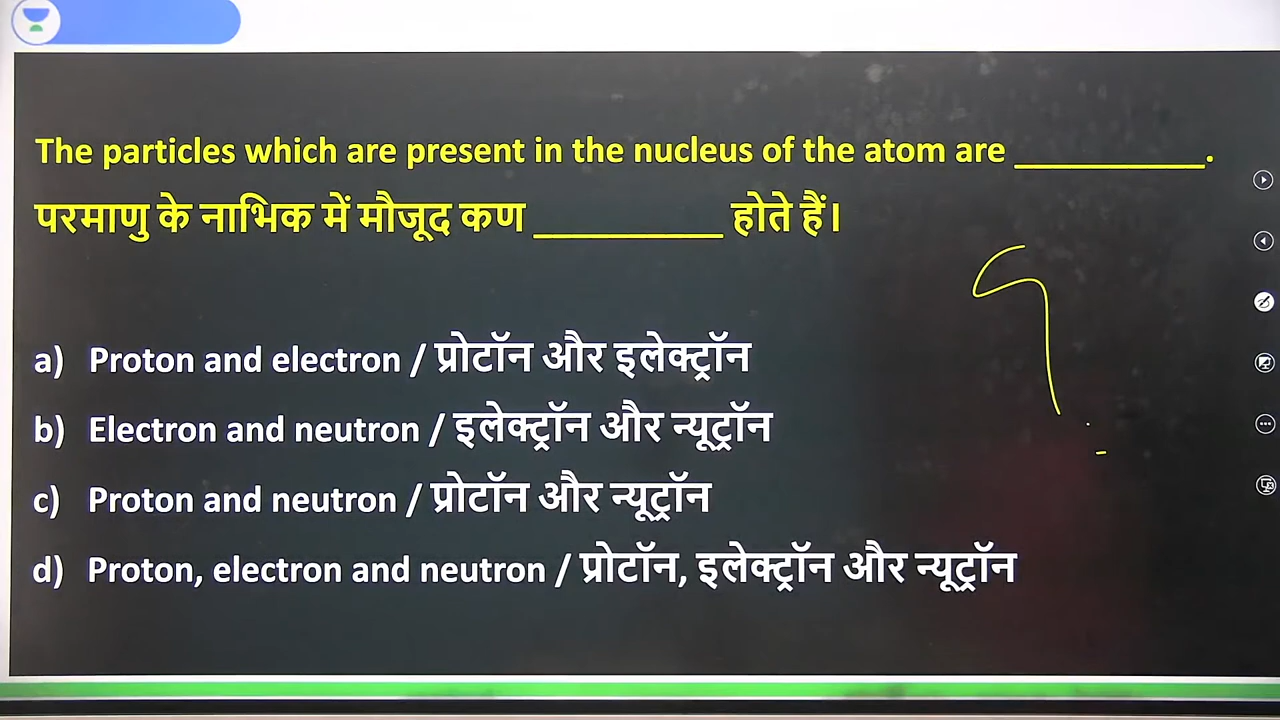 The particles which are present in the nucleus of the atom are __________.
परमाणु के नाभिक में मौजूद कण __________ होते हैं।
a) Proton and electron / प्रोटॉन और इलेक्ट्रॉन
b) Electron and neutron / इलेक्ट्रॉन और न्यूट्रॉन
c) Proton and neutron / प्रोटॉन और न्यूट्रॉन
d) Proton, electron and neutron / प्रोटॉन, इलेक्ट्रॉन और न्यूट्रॉन